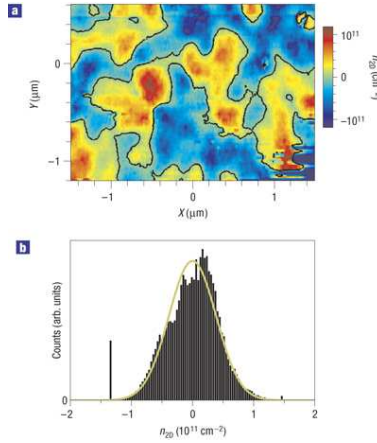 a
10¹¹
0
−10¹¹
n₂D (cm⁻²)
Y (μm)
0
−1
−1
0
1
X (μm)
b
Counts (arb. units)
0
−2
−1
0
1
2
n₂D (10¹¹ cm⁻²)